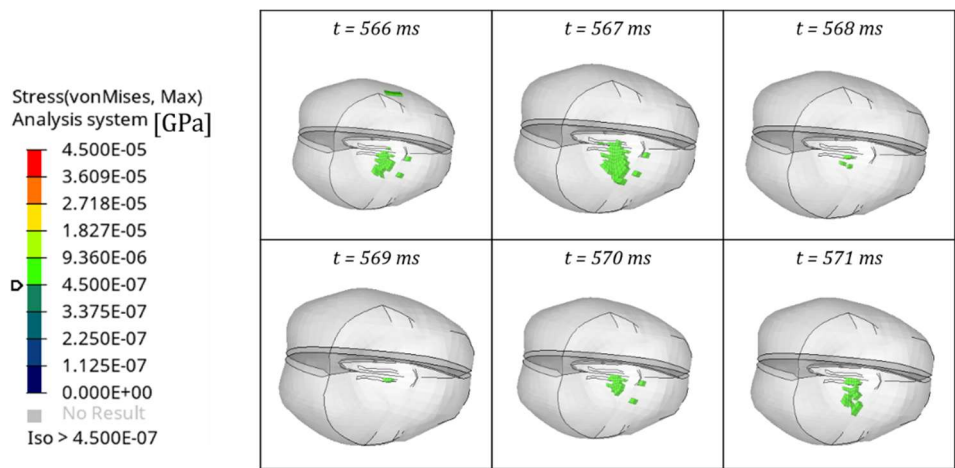 Stress(vonMises, Max)
Analysis system [GPa]
4.500E-05
3.609E-05
2.718E-05
1.827E-05
9.360E-06
4.500E-07
3.375E-07
2.250E-07
1.125E-07
0.000E+00
No Result
Iso > 4.500E-07
t = 566 ms
t = 567 ms
t = 568 ms
t = 569 ms
t = 570 ms
t = 571 ms